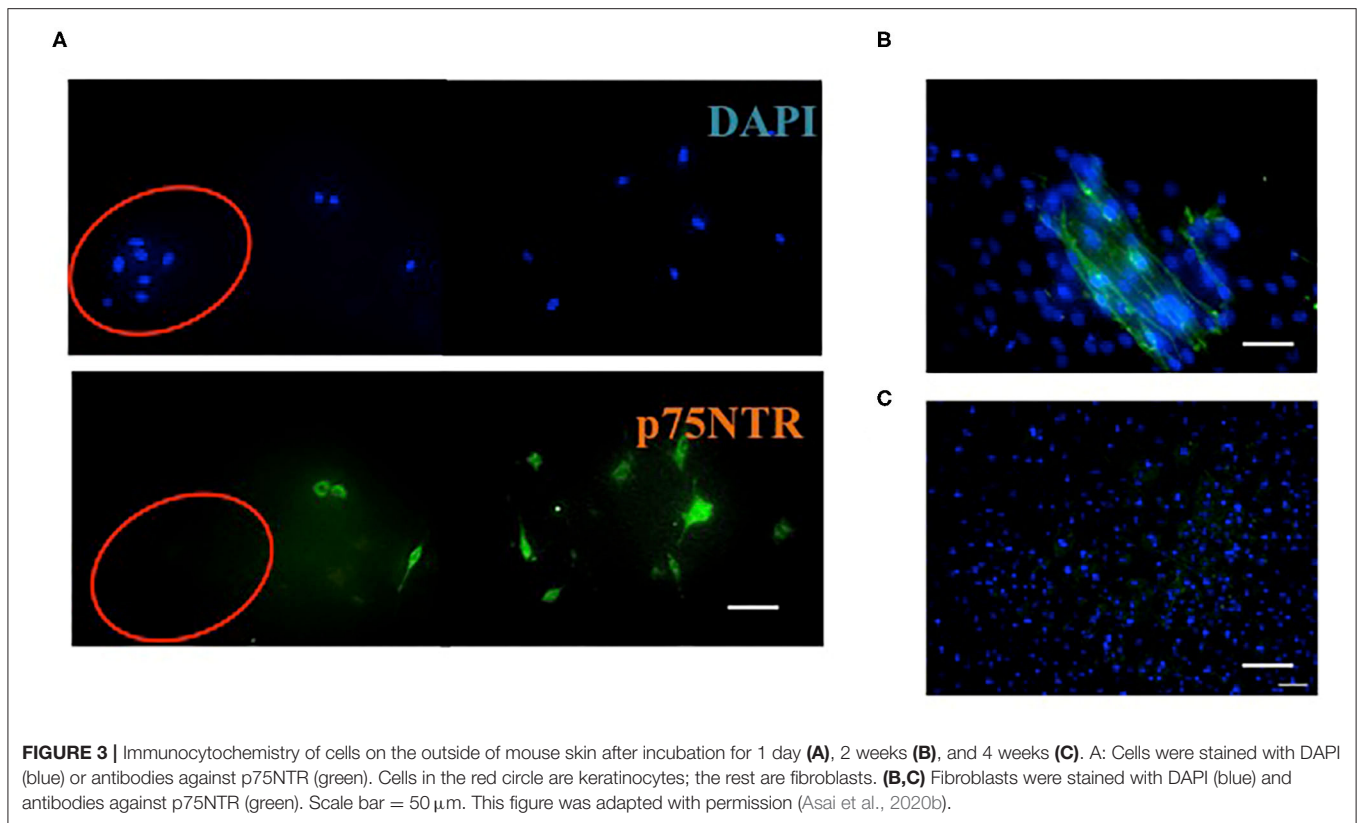 A
B
DAPI
C
p75NTR
FIGURE 3 | Immunocytochemistry of cells on the outside of mouse skin after incubation for 1 day (A), 2 weeks (B), and 4 weeks (C). A: Cells were stained with DAPI
(blue) or antibodies against p75NTR (green). Cells in the red circle are keratinocytes; the rest are fibroblasts. (B,C) Fibroblasts were stained with DAPI (blue) and
antibodies against p75NTR (green). Scale bar = 50 μm. This figure was adapted with permission (Asai et al., 2020b).